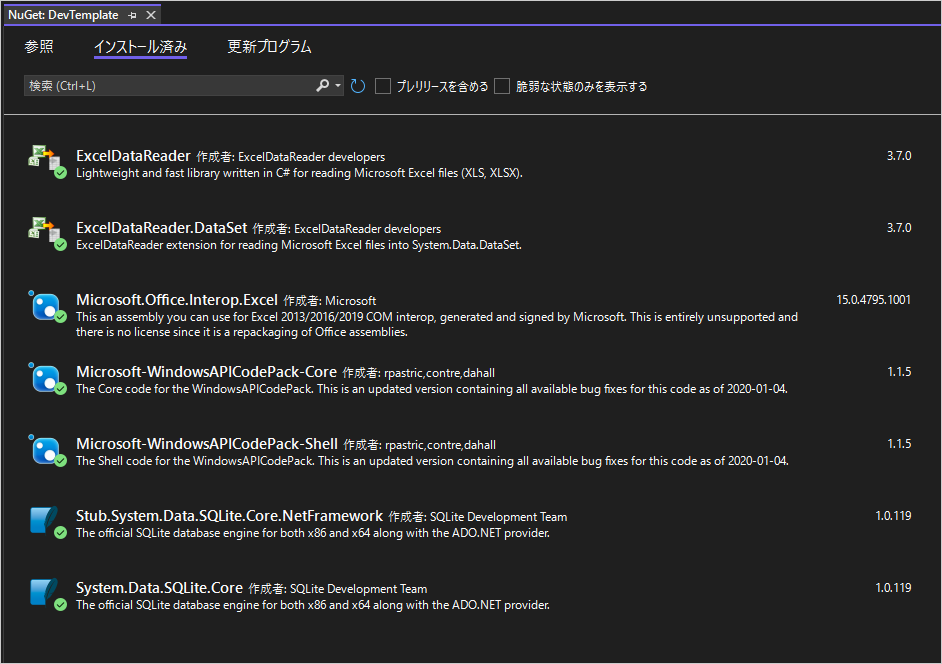 NuGet: DevTemplate
参照 インストール済み 更新プログラム
検索 (Ctrl+L) プレリリースを含める 脆弱な状態のみを表示する
ExcelDataReader 作成者: ExcelDataReader developers 3.7.0
Lightweight and fast library written in C# for reading Microsoft Excel files (XLS, XLSX).
ExcelDataReader.DataSet 作成者: ExcelDataReader developers 3.7.0
ExcelDataReader extension for reading Microsoft Excel files into System.Data.DataSet.
Microsoft.Office.Interop.Excel 作成者: Microsoft 15.0.4795.1001
This an assembly you can use for Excel 2013/2016/2019 COM interop, generated and signed by Microsoft. This is entirely unsupported and
there is no license since it is a repackaging of Office assemblies.
Microsoft-WindowsAPICodePack-Core 作成者: rpastric,contre,dahall 1.1.5
The Core code for the WindowsAPICodePack. This is an updated version containing all available bug fixes for this code as of 2020-01-04.
Microsoft-WindowsAPICodePack-Shell 作成者: rpastric,contre,dahall 1.1.5
The Shell code for the WindowsAPICodePack. This is an updated version containing all available bug fixes for this code as of 2020-01-04.
Stub.System.Data.SQLite.Core.NetFramework 作成者: SQLite Development Team 1.0.119
The official SQLite database engine for both x86 and x64 along with the ADO.NET provider.
System.Data.SQLite.Core 作成者: SQLite Development Team 1.0.119
The official SQLite database engine for both x86 and x64 along with the ADO.NET provider.